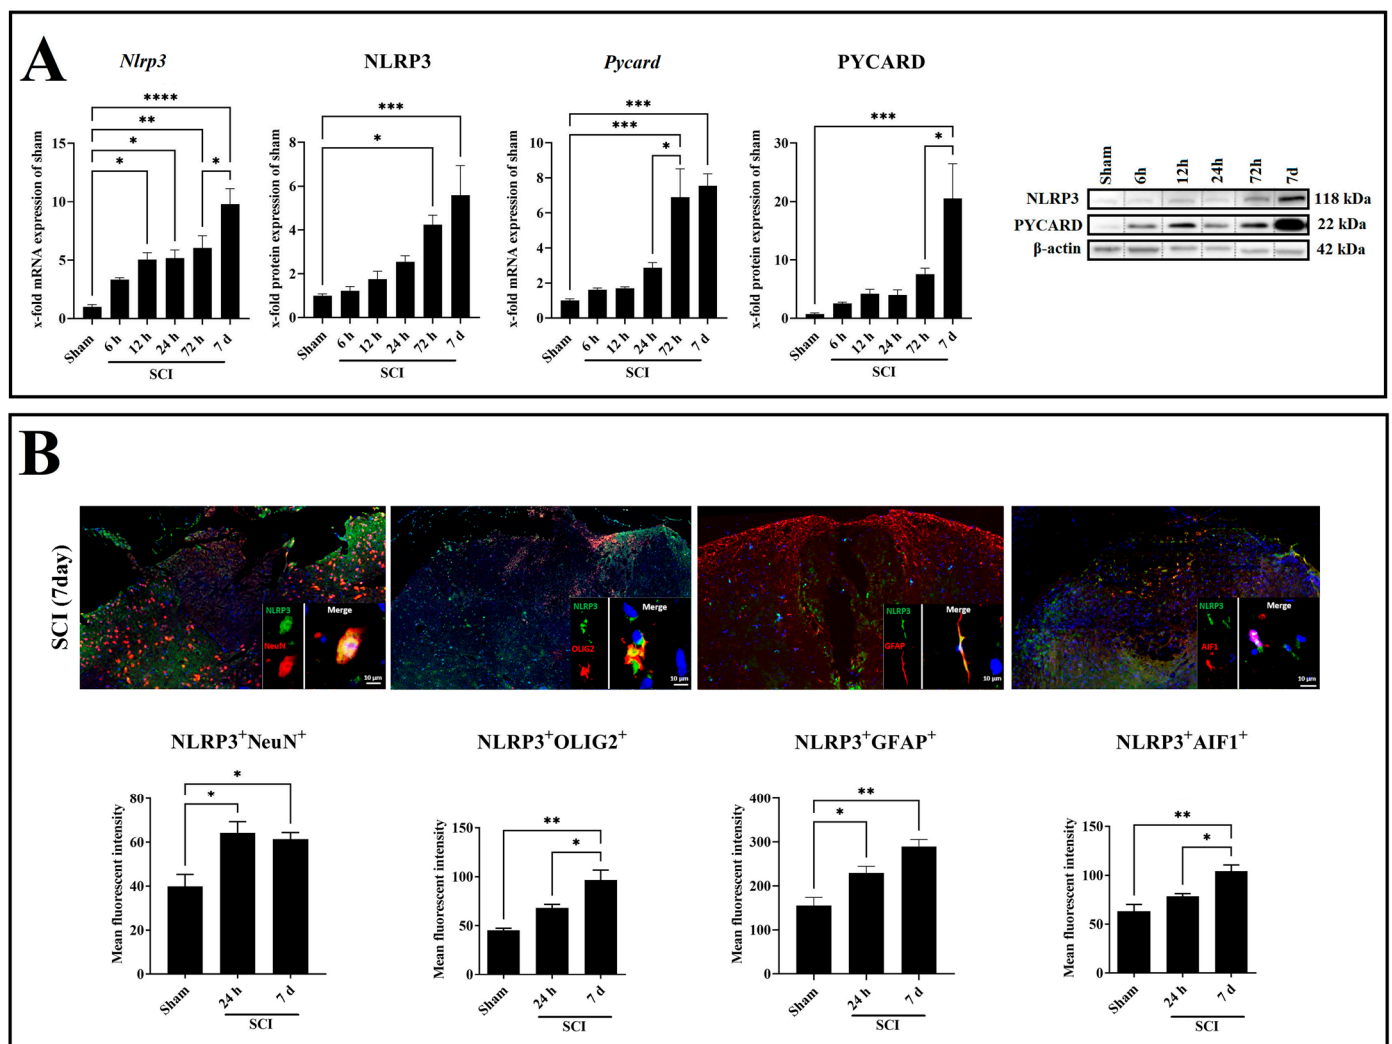 A
Nlrp3
NLRP3
Pycard
PYCARD
x-fold mRNA expression of sham
15
10
5
0
****
**
*
*
*
Sham
6 h
12 h
24 h
72 h
7 d
SCI
x-fold protein expression of sham
8
6
4
2
0
***
*
Sham
6 h
12 h
24 h
72 h
7 d
SCI
x-fold mRNA expression of sham
10
8
6
4
2
0
***
***
*
Sham
6 h
12 h
24 h
72 h
7 d
SCI
x-fold protein expression of sham
30
20
10
0
***
*
Sham
6 h
12 h
24 h
72 h
7 d
SCI
Sham
6h
12h
24h
72h
7d
NLRP3 118 kDa
PYCARD 22 kDa
β-actin 42 kDa
B
SCI (7day)
NLRP3
NeuN
Merge
10 μm
NLRP3
OLIG2
Merge
10 μm
NLRP3
GFAP
Merge
10 μm
NLRP3
AIF1
Merge
10 μm
NLRP3+NeuN+
Mean fluorescent intensity
80
60
40
20
0
*
*
Sham
24 h
7 d
SCI
NLRP3+OLIG2+
Mean fluorescent intensity
150
100
50
0
**
*
Sham
24 h
7 d
SCI
NLRP3+GFAP+
Mean fluorescent intensity
400
300
200
100
0
**
*
Sham
24 h
7 d
SCI
NLRP3+AIF1+
Mean fluorescent intensity
150
100
50
0
**
*
Sham
24 h
7 d
SCI